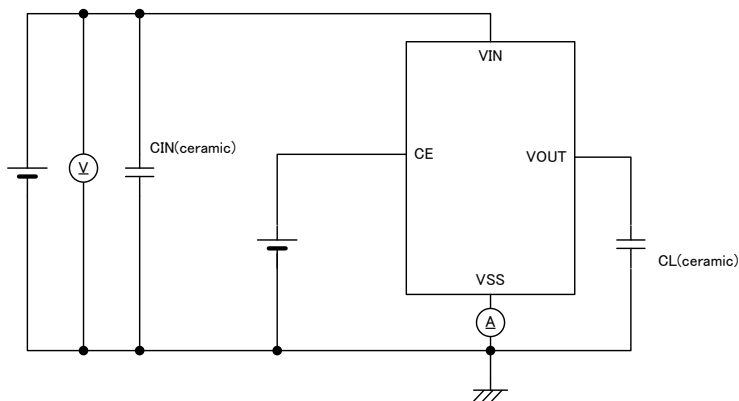 VIN
CIN(ceramic)
V
CE
VOUT
CL(ceramic)
VSS
A